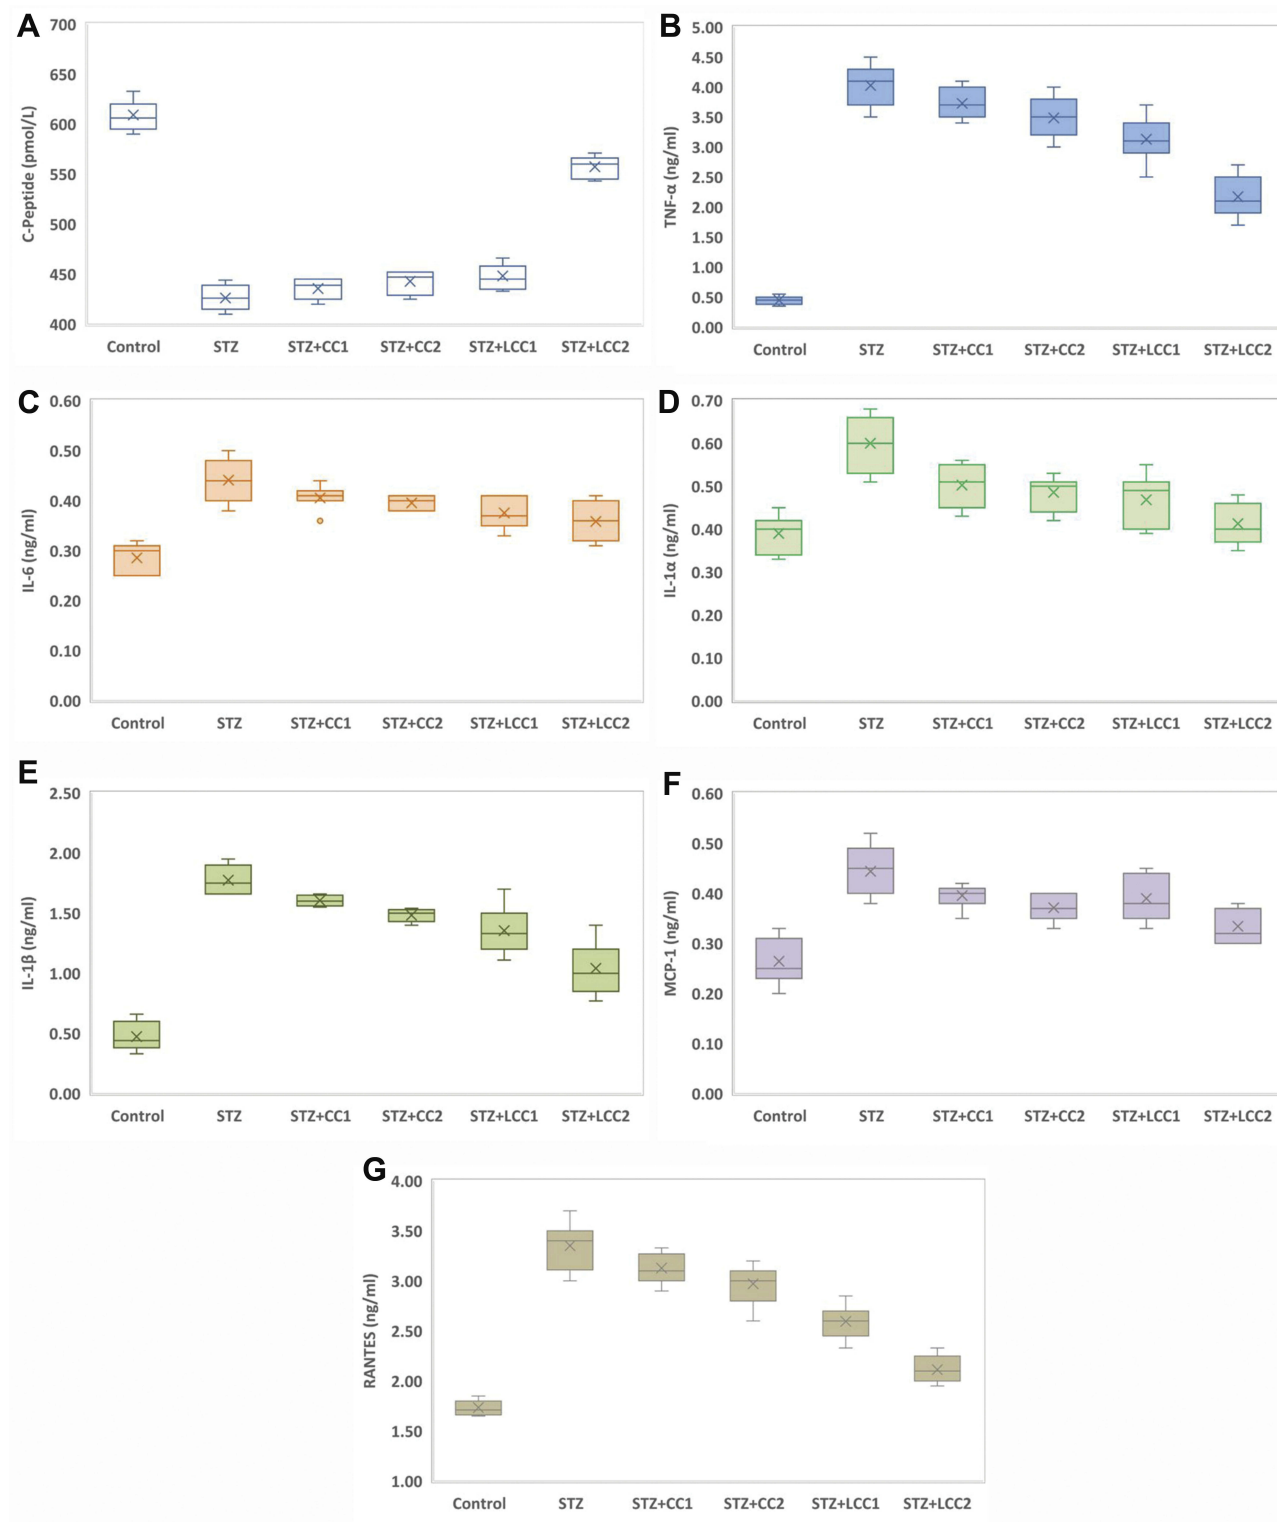 A
C-Peptide (pmol/L)
700
650
600
550
500
450
400
Control STZ STZ+CC1 STZ+CC2 STZ+LCC1 STZ+LCC2
B
TNF-α (ng/ml)
5.00
4.50
4.00
3.50
3.00
2.50
2.00
1.50
1.00
0.50
0.00
Control STZ STZ+CC1 STZ+CC2 STZ+LCC1 STZ+LCC2
C
IL-6 (ng/ml)
0.60
0.50
0.40
0.30
0.20
0.10
0.00
Control STZ STZ+CC1 STZ+CC2 STZ+LCC1 STZ+LCC2
D
IL-1α (ng/ml)
0.70
0.60
0.50
0.40
0.30
0.20
0.10
0.00
Control STZ STZ+CC1 STZ+CC2 STZ+LCC1 STZ+LCC2
E
IL-1β (ng/ml)
2.50
2.00
1.50
1.00
0.50
0.00
Control STZ STZ+CC1 STZ+CC2 STZ+LCC1 STZ+LCC2
F
MCP-1 (ng/ml)
0.60
0.50
0.40
0.30
0.20
0.10
0.00
Control STZ STZ+CC1 STZ+CC2 STZ+LCC1 STZ+LCC2
G
RANTES (ng/ml)
4.00
3.50
3.00
2.50
2.00
1.50
1.00
Control STZ STZ+CC1 STZ+CC2 STZ+LCC1 STZ+LCC2